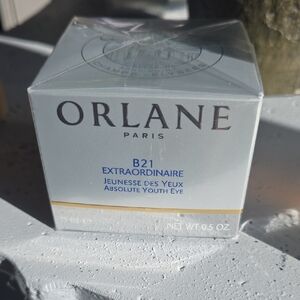 ORLANE
PARIS
B21
EXTRAORDINAIRE
JEUNESSE DES YEUX
ABSOLUTE YOUTH EYE
NET WT 0.5 OZ